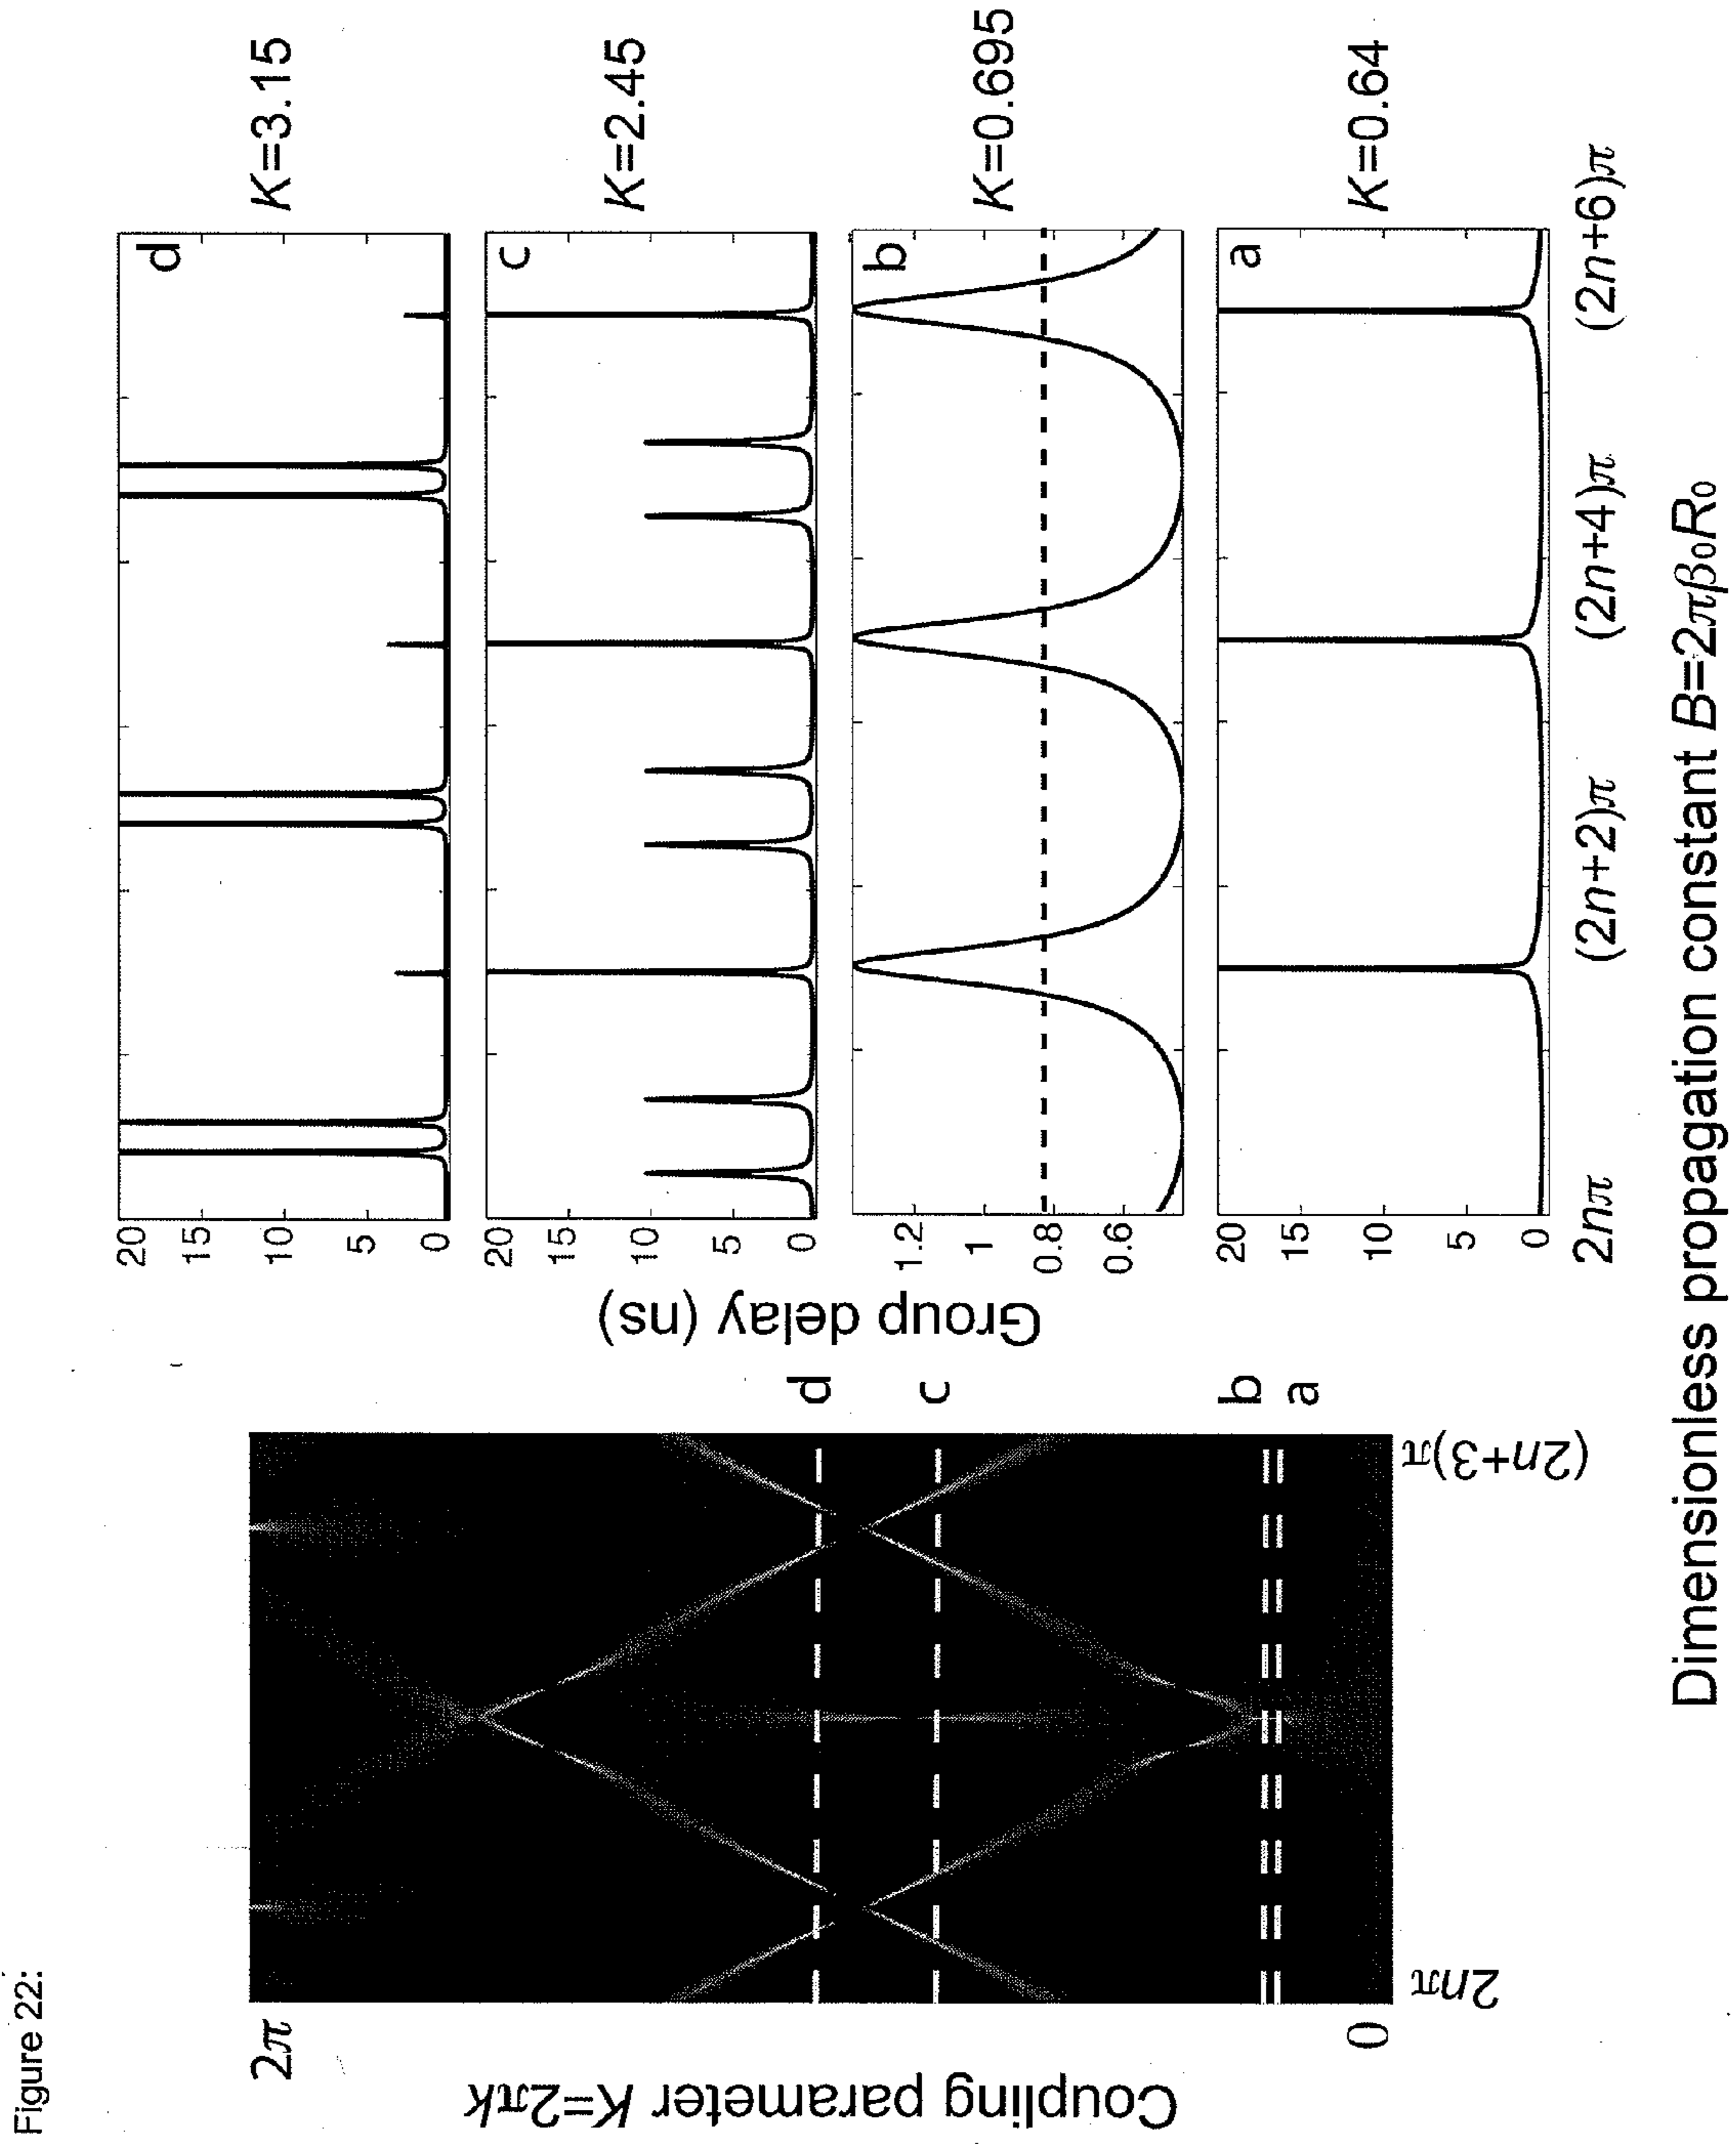 Figure 22:
Coupling parameter K=2πk
2π
0
2nπ
(2n+3)π
d
c
b
a
Group delay (ns)
20
15
10
5
0
d
K=3.15
20
15
10
5
0
c
K=2.45
1.2
1
0.8
0.6
b
K=0.695
20
15
10
5
0
a
K=0.64
2nπ
(2n+2)π
(2n+4)π
(2n+6)π
Dimensionless propagation constant B=2πβ₀R₀